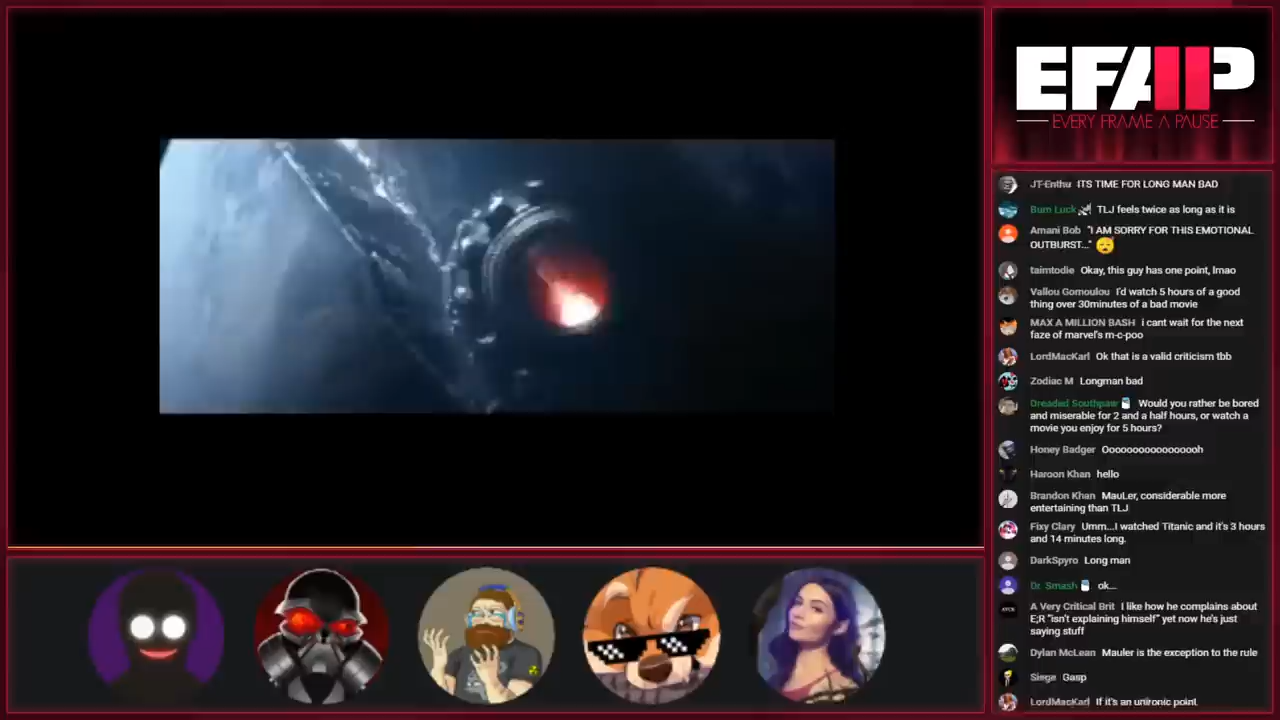 EFAP
EVERY FRAME A PAUSE
JT-Enthu ITS TIME FOR LONG MAN BAD
Bum Luck TLJ feels twice as long as it is
Amani Bob "I AM SORRY FOR THIS EMOTIONAL
OUTBURST..."
taimtodie Okay, this guy has one point, lmao
Vallou Gomoulou I'd watch 5 hours of a good
thing over 30minutes of a bad movie
MAX A MILLION BASH i cant wait for the next
faze of marvel's m-c-poo
LordMacKarl Ok that is a valid criticism tbb
Zodiac M Longman bad
Dreaded Southpaw Would you rather be bored
and miserable for 2 and a half hours, or watch a
movie you enjoy for 5 hours?
Honey Badger Oooooooooooooooh
Haroon Khan hello
Brandon Khan MauLer, considerable more
entertaining than TLJ
Fixy Clary Umm...I watched Titanic and it's 3 hours
and 14 minutes long.
DarkSpyro Long man
Dr. Smash ok...
A Very Critical Brit I like how he complains about
E;R "isn't explaining himself" yet now he's just
saying stuff
Dylan McLean Mauler is the exception to the rule
Siege Gasp
LordMacKarl If it's an unironic point.